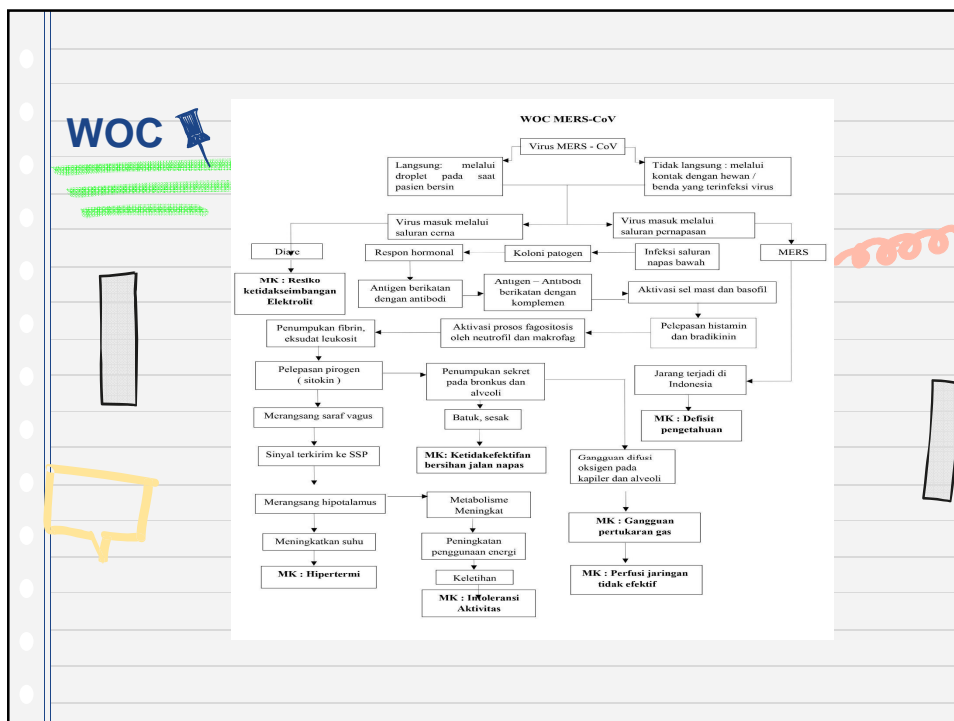 WOC
WOC MERS-CoV
Virus MERS - CoV
Langsung: melalui
droplet pada saat
pasien bersin
Tidak langsung : melalui
kontak dengan hewan /
benda yang terinfeksi virus
Virus masuk melalui
saluran cerna
Virus masuk melalui
saluran pernapasan
Diare
Respon hormonal
Koloni patogen
Infeksi saluran
napas bawah
MERS
MK : Resiko
ketidakseimbangan
Elektrolit
Antigen berikatan
dengan antibodi
Antigen – Antibodi
berikatan dengan
komplemen
Aktivasi sel mast dan basofil
Penumpukan fibrin,
eksudat leukosit
Aktivasi prosos fagositosis
oleh neutrofil dan makrofag
Pelepasan histamin
dan bradikinin
Pelepasan pirogen
( sitokin )
Penumpukan sekret
pada bronkus dan
alveoli
Jarang terjadi di
Indonesia
Merangsang saraf vagus
Batuk, sesak
MK : Defisit
pengetahuan
Sinyal terkirim ke SSP
MK: Ketidakefektifan
bersihan jalan napas
Gangguan difusi
oksigen pada
kapiler dan alveoli
Merangsang hipotalamus
Metabolisme
Meningkat
MK : Gangguan
pertukaran gas
Meningkatkan suhu
Peningkatan
penggunaan energi
MK : Hipertermi
Keletihan
MK : Perfusi jaringan
tidak efektif
MK : Intoleransi
Aktivitas